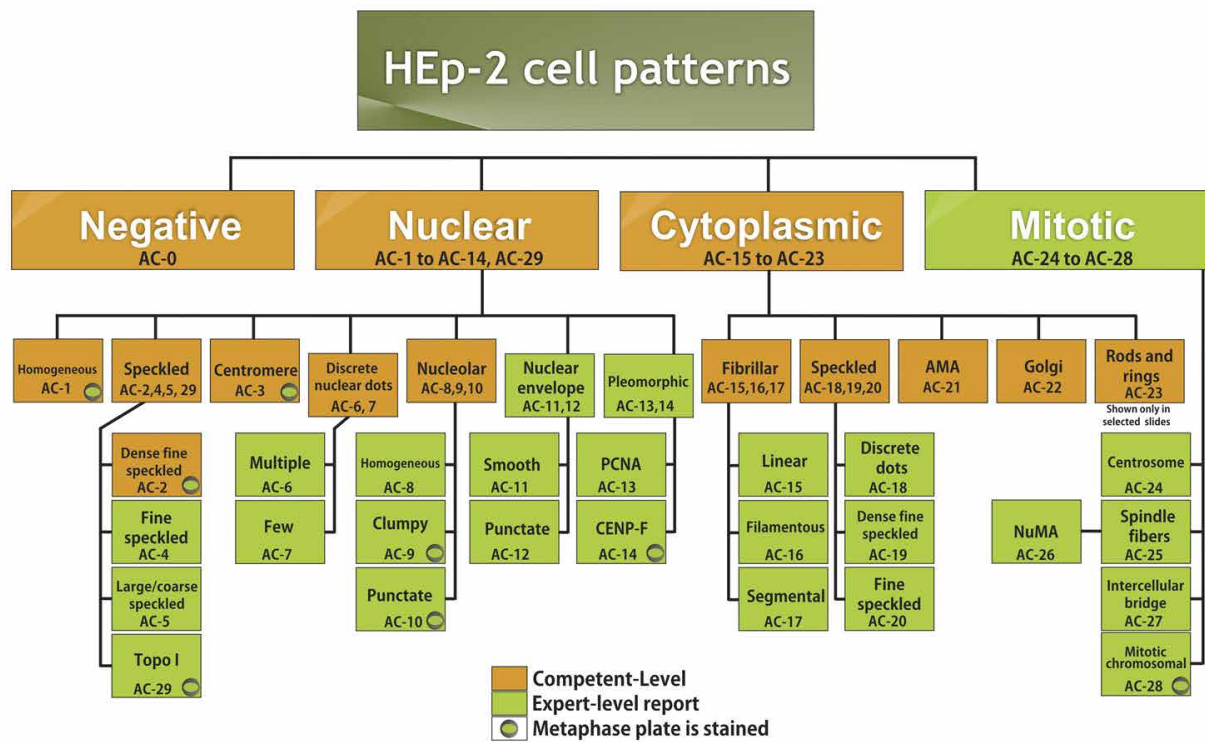 HEp-2 cell patterns
Negative
AC-0
Nuclear
AC-1 to AC-14, AC-29
Cytoplasmic
AC-15 to AC-23
Mitotic
AC-24 to AC-28
Homogeneous
AC-1
Speckled
AC-2,4,5, 29
Centromere
AC-3
Discrete
nuclear dots
AC-6, 7
Nucleolar
AC-8,9,10
Nuclear
envelope
AC-11,12
Pleomorphic
AC-13,14
Fibrillar
AC-15,16,17
Speckled
AC-18,19,20
AMA
AC-21
Golgi
AC-22
Rods and
rings
AC-23
Shown only in
selected slides
Dense fine
speckled
AC-2
Fine
speckled
AC-4
Large/coarse
speckled
AC-5
Topo I
AC-29
Multiple
AC-6
Few
AC-7
Homogeneous
AC-8
Clumpy
AC-9
Punctate
AC-10
Smooth
AC-11
Punctate
AC-12
PCNA
AC-13
CENP-F
AC-14
Linear
AC-15
Filamentous
AC-16
Segmental
AC-17
Discrete
dots
AC-18
Dense fine
speckled
AC-19
Fine
speckled
AC-20
Centrosome
AC-24
NuMA
AC-26
Spindle
fibers
AC-25
Intercellular
bridge
AC-27
Mitotic
chromosomal
AC-28
Competent-Level
Expert-level report
Metaphase plate is stained